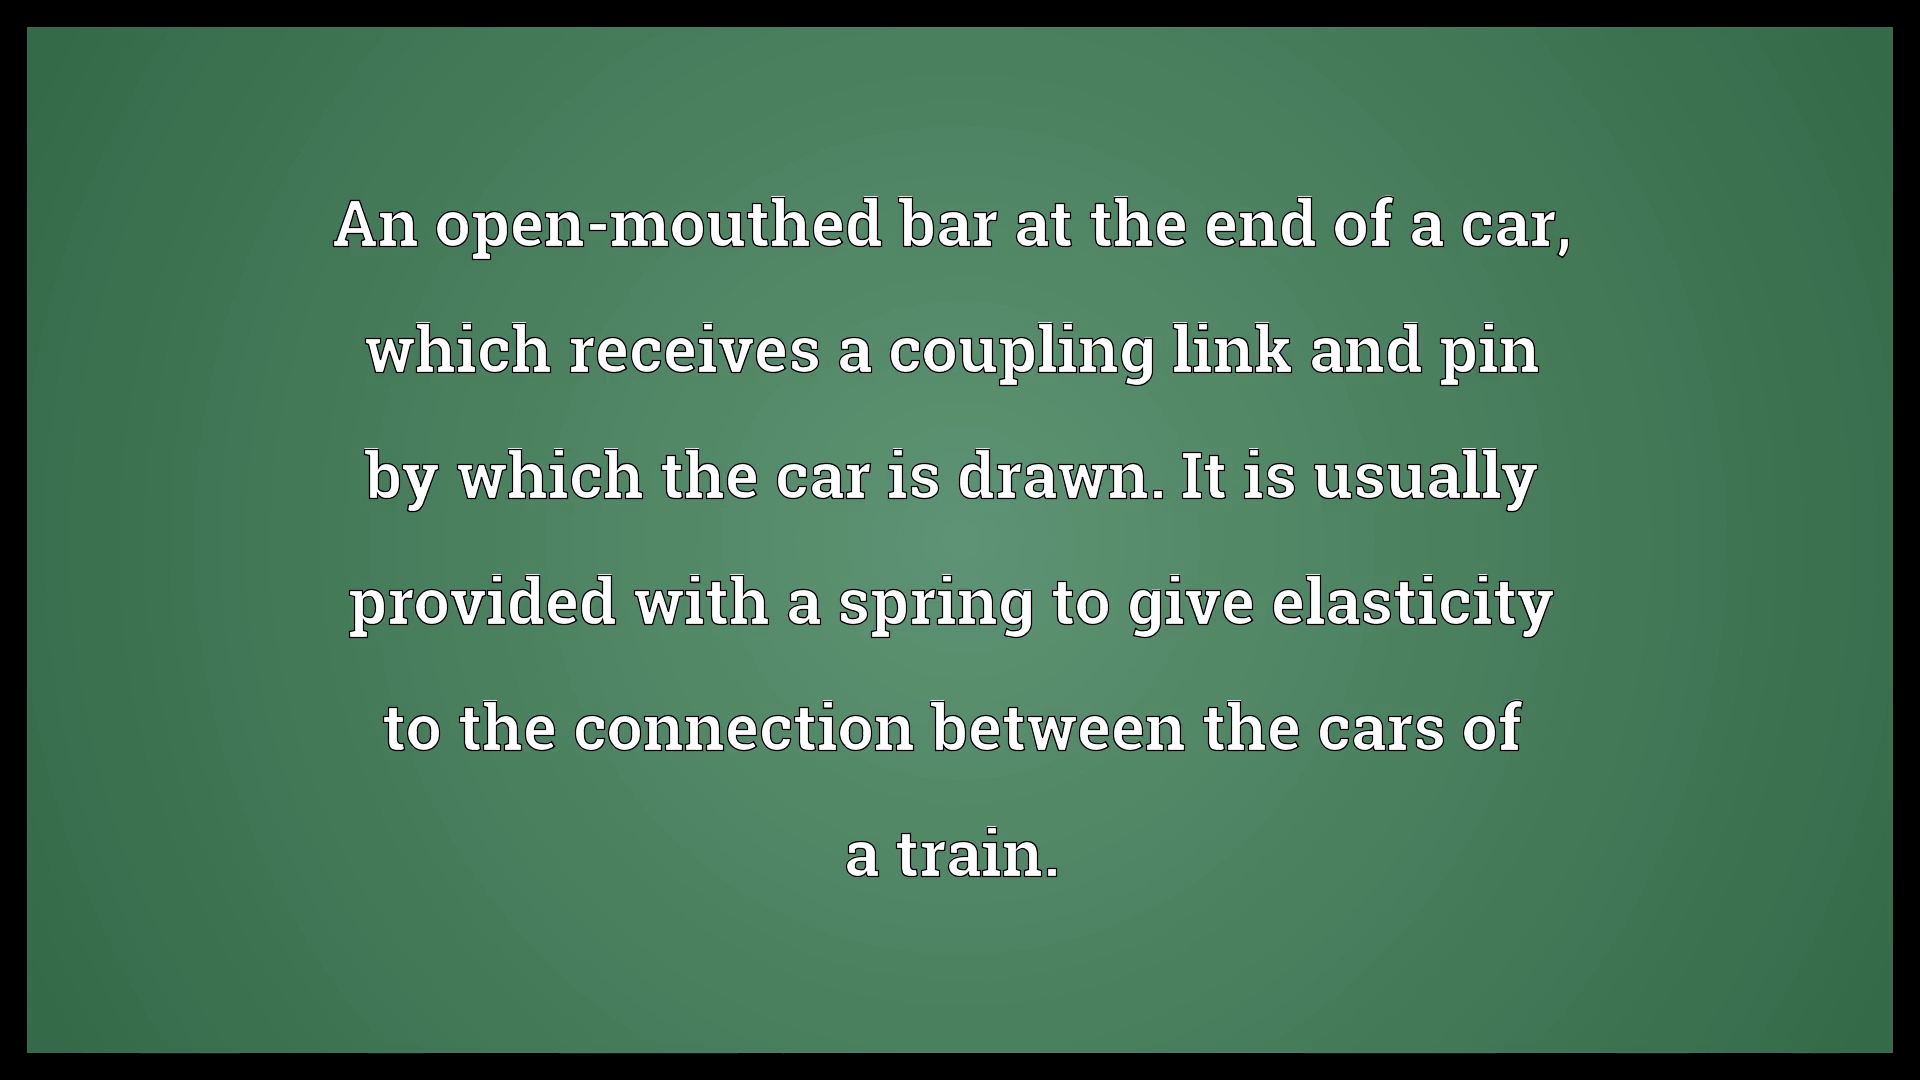 An open-mouthed bar at the end of a car,
which receives a coupling link and pin
by which the car is drawn. It is usually
provided with a spring to give elasticity
to the connection between the cars of
a train.